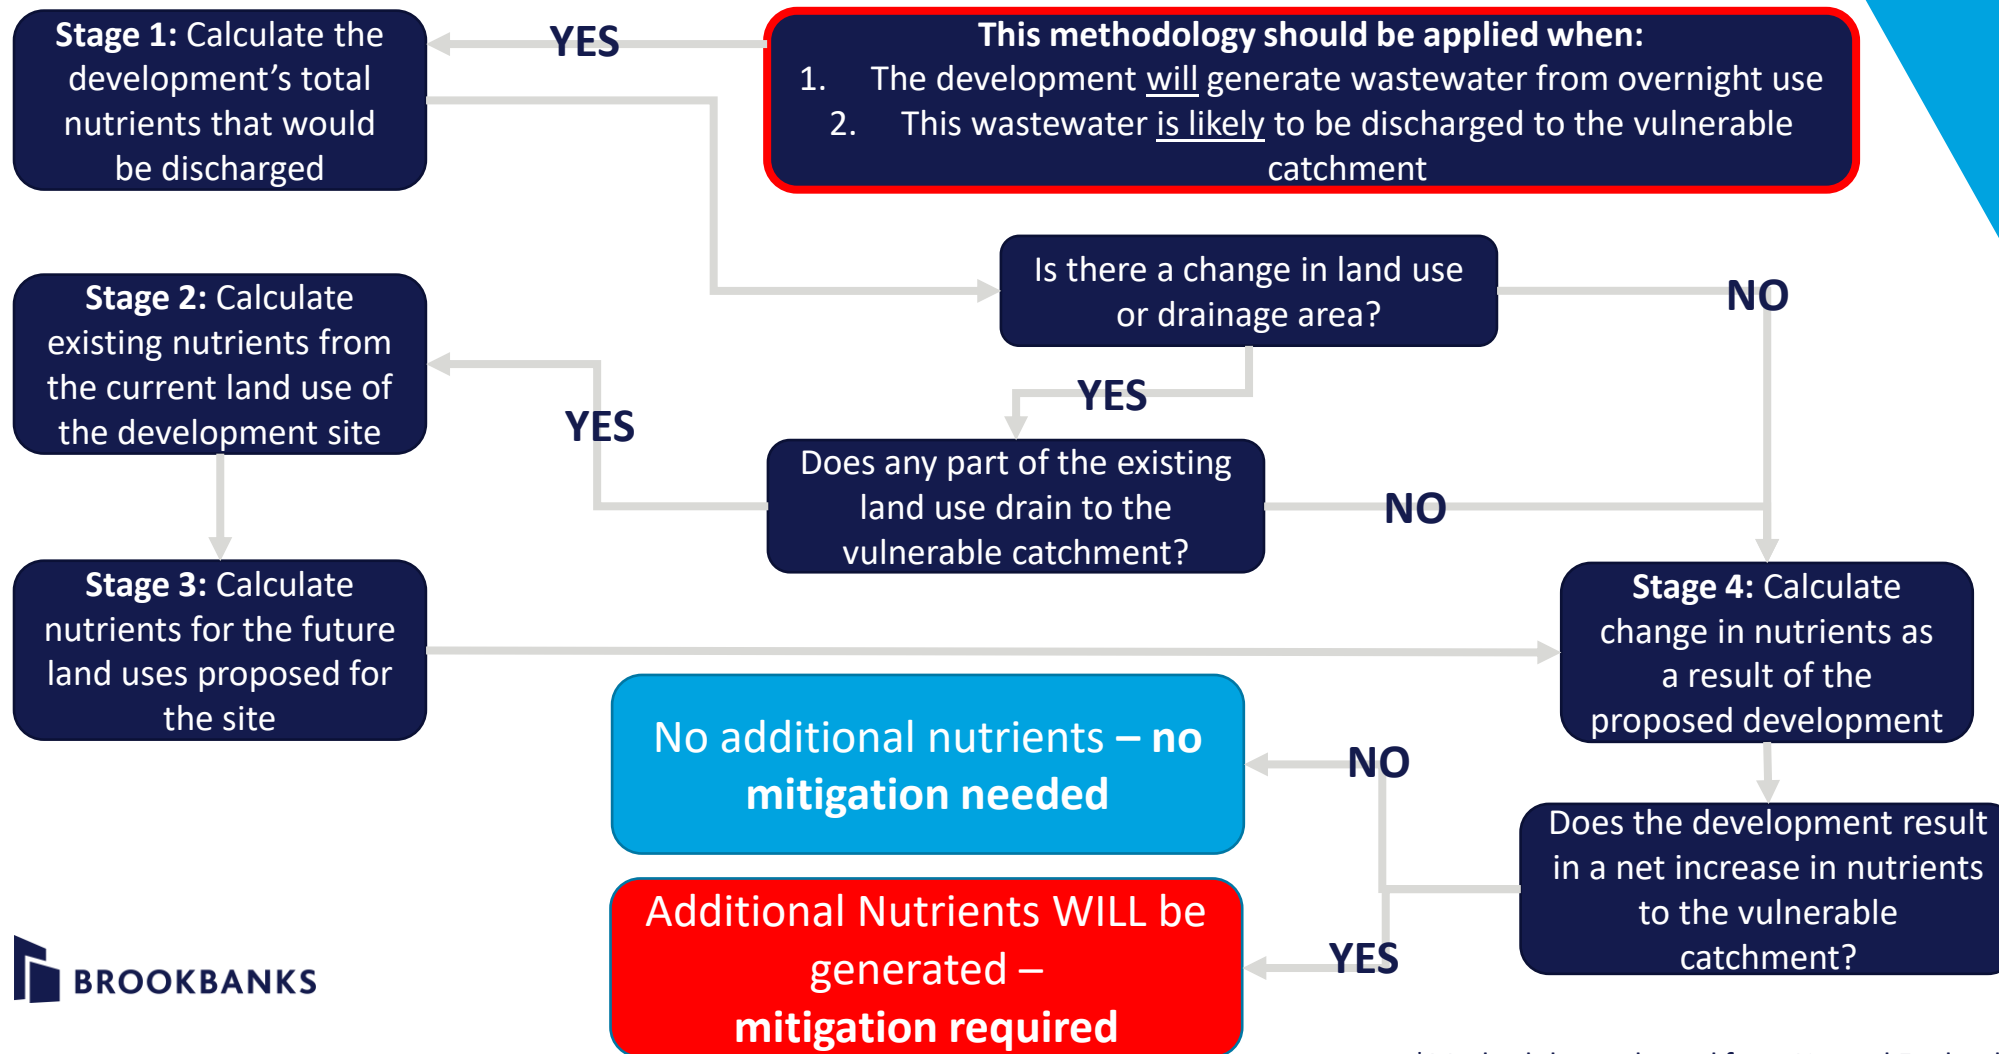 This methodology should be applied when:
1. The development will generate wastewater from overnight use
2. This wastewater is likely to be discharged to the vulnerable
catchment
YES
Stage 1: Calculate the
development's total
nutrients that would
be discharged
Is there a change in land use
or drainage area?
NO
YES
Does any part of the existing
land use drain to the
vulnerable catchment?
NO
YES
Stage 2: Calculate
existing nutrients from
the current land use of
the development site
Stage 3: Calculate
nutrients for the future
land uses proposed for
the site
Stage 4: Calculate
change in nutrients as
a result of the
proposed development
Does the development result
in a net increase in nutrients
to the vulnerable
catchment?
NO
No additional nutrients – no
mitigation needed
YES
Additional Nutrients WILL be
generated –
mitigation required
BROOKBANKS